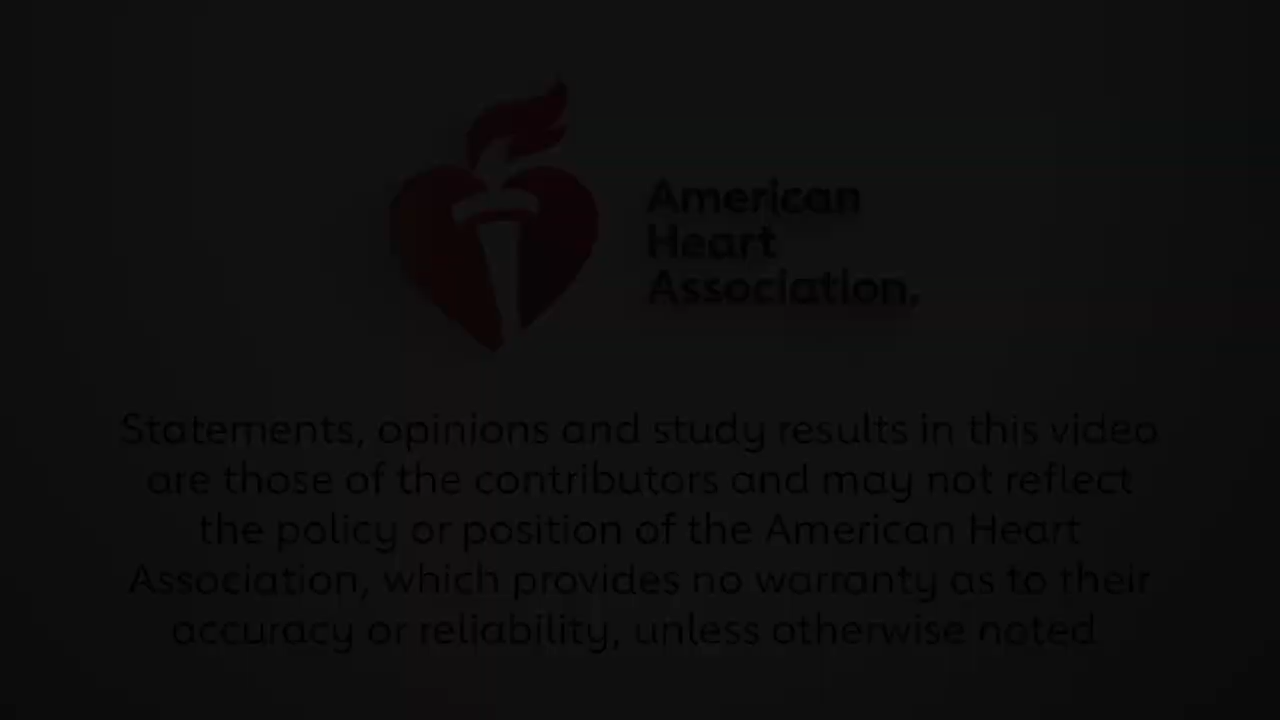 American
Heart
Association.
Statements, opinions and study results in this video
are those of the contributors and may not reflect
the policy or position of the American Heart
Association, which provides no warranty as to their
accuracy or reliability, unless otherwise noted